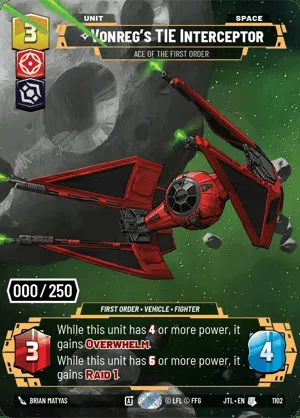 UNIT
SPACE
3
VONREG'S TIE INTERCEPTOR
ACE OF THE FIRST ORDER
000 / 250
FIRST ORDER • VEHICLE • FIGHTER
While this unit has 4 or more power, it
gains OVERWHELM.
While this unit has 6 or more power, it
gains RAID 1.
3
4
BRIAN MATYAS
© LFL © FFG
JTL • EN
1102